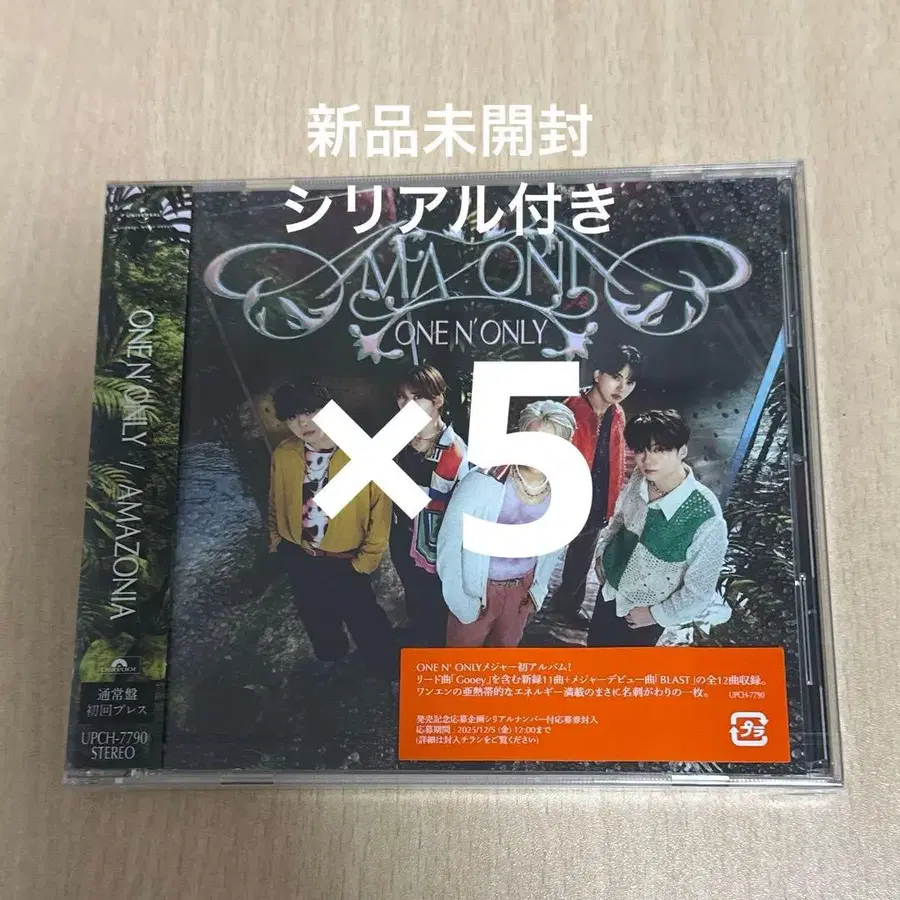 新品未開封
シリアル付き
UNIVERSAL
AMAZONIA
ONE N' ONLY
×5
ONE N' ONLY / AMAZONIA
通常盤
初回プレス
UPCH-7790
STEREO
ONE N' ONLYメジャー初アルバム!
リード曲「Gooey」を含む新録11曲+メジャーデビュー曲「BLAST」の全12曲収録。
ワンエンの亜熱帯的なエネルギー満載のまさに名刺がわりの一枚。
UPCH-7790
発売記念応募企画シリアルナンバー付応募券封入
応募期間:2025/12/5 (金) 12:00まで
(詳細は封入チラシをご覧ください)
プラ